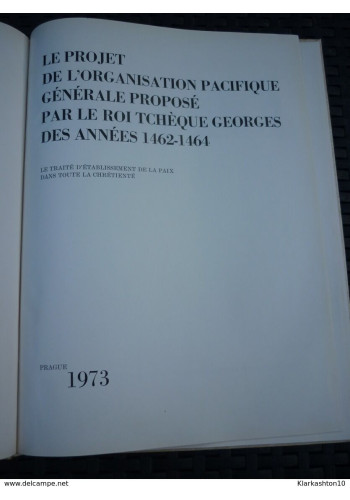 LE PROJET
DE L'ORGANISATION PACIFIQUE
GÉNÉRALE PROPOSÉ
PAR LE ROI TCHÈQUE GEORGES
DES ANNÉES 1462-1464
LE TRAITÉ D'ÉTABLISSEMENT DE LA PAIX
DANS TOUTE LA CHRÉTIENTÉ
PRAGUE 1973
www.delcampe.net
Klarkashton10